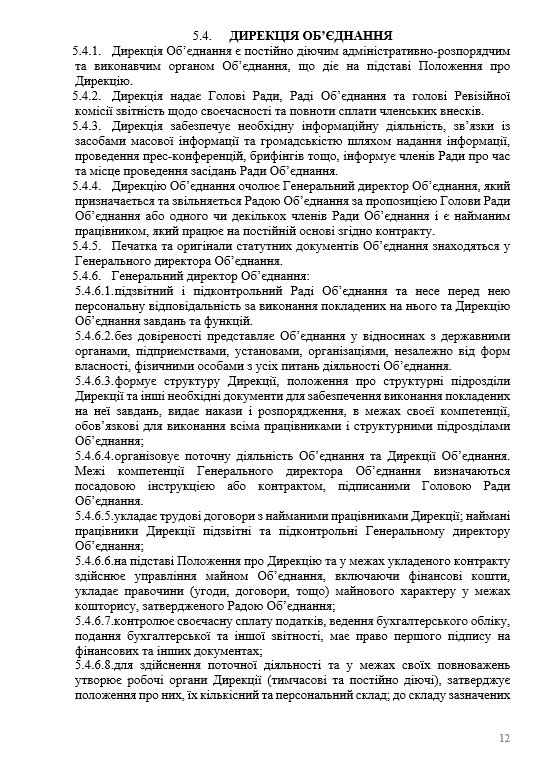 5.4. ДИРЕКЦІЯ ОБ’ЄДНАННЯ
5.4.1. Дирекція Об’єднання є постійно діючим адміністративно-розпорядчим
та виконавчим органом Об’єднання, що діє на підставі Положення про
Дирекцію.
5.4.2. Дирекція надає Голові Ради, Раді Об’єднання та голові Ревізійної
комісії звітність щодо своєчасності та повноти сплати членських внесків.
5.4.3. Дирекція забезпечує необхідну інформаційну діяльність, зв’язки із
засобами масової інформації та громадськістю шляхом надання інформації,
проведення прес-конференцій, брифінгів тощо, інформує членів Ради про час
та місце проведення засідань Ради Об’єднання.
5.4.4. Дирекцію Об’єднання очолює Генеральний директор Об’єднання, який
призначається та звільняється Радою Об’єднання за пропозицією Голови Ради
Об’єднання або одного чи декількох членів Ради Об’єднання і є найманим
працівником, який працює на постійній основі згідно контракту.
5.4.5. Печатка та оригінали статутних документів Об’єднання знаходяться у
Генерального директора Об’єднання.
5.4.6. Генеральний директор Об’єднання:
5.4.6.1.підзвітний і підконтрольний Раді Об’єднання та несе перед нею
персональну відповідальність за виконання покладених на нього та Дирекцію
Об’єднання завдань та функцій.
5.4.6.2.без довіреності представляє Об’єднання у відносинах з державними
органами, підприємствами, установами, організаціями, незалежно від форм
власності, фізичними особами з усіх питань діяльності Об’єднання.
5.4.6.3.формує структуру Дирекції, положення про структурні підрозділи
Дирекції та інші необхідні документи для забезпечення виконання покладених
на неї завдань, видає накази і розпорядження, в межах своєї компетенції,
обов’язкові для виконання всіма працівниками і структурними підрозділами
Об’єднання;
5.4.6.4.організовує поточну діяльність Об’єднання та Дирекції Об’єднання.
Межі компетенції Генерального директора Об’єднання визначаються
посадовою інструкцією або контрактом, підписаними Головою Ради
Об’єднання.
5.4.6.5.укладає трудові договори з найманими працівниками Дирекції; наймані
працівники Дирекції підзвітні та підконтрольні Генеральному директору
Об’єднання;
5.4.6.6.на підставі Положення про Дирекцію та у межах укладеного контракту
здійснює управління майном Об’єднання, включаючи фінансові кошти,
укладає правочини (угоди, договори, тощо) майнового характеру у межах
кошторису, затвердженого Радою Об’єднання;
5.4.6.7.контролює своєчасну сплату податків, ведення бухгалтерського обліку,
подання бухгалтерської та іншої звітності, має право першого підпису на
фінансових та інших документах;
5.4.6.8.для здійснення поточної діяльності та у межах своїх повноважень
утворює робочі органи Дирекції (тимчасові та постійно діючі), затверджує
положення про них, їх кількісний та персональний склад; до складу зазначених
12